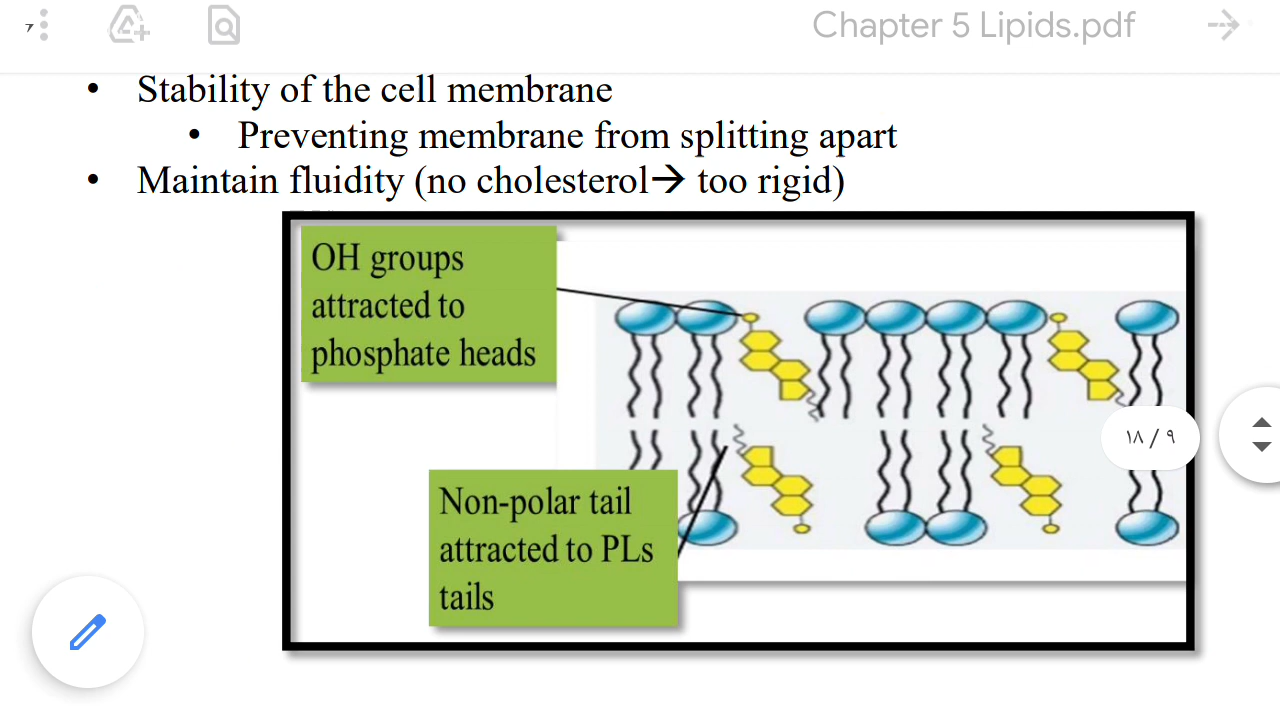 Chapter 5 Lipids.pdf
• Stability of the cell membrane
• Preventing membrane from splitting apart
• Maintain fluidity (no cholesterol→ too rigid)
OH groups
attracted to
phosphate heads
١٨ / ٩
Non-polar tail
attracted to PLs
tails